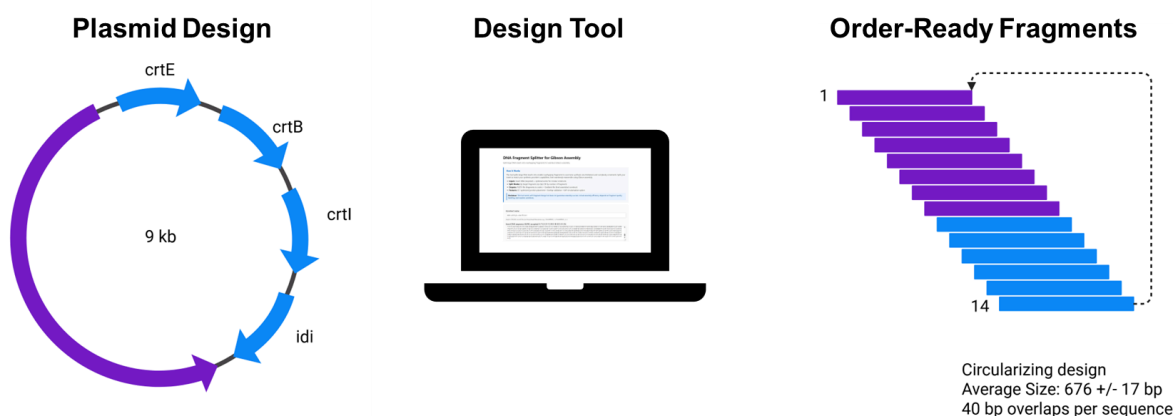 Plasmid Design
Design Tool
Order-Ready Fragments
crtE
crtB
crtI
idi
9 kb
DNA Fragment Splitter for Gibson Assembly
1
14
Circularizing design
Average Size: 676 +/- 17 bp
40 bp overlaps per sequence